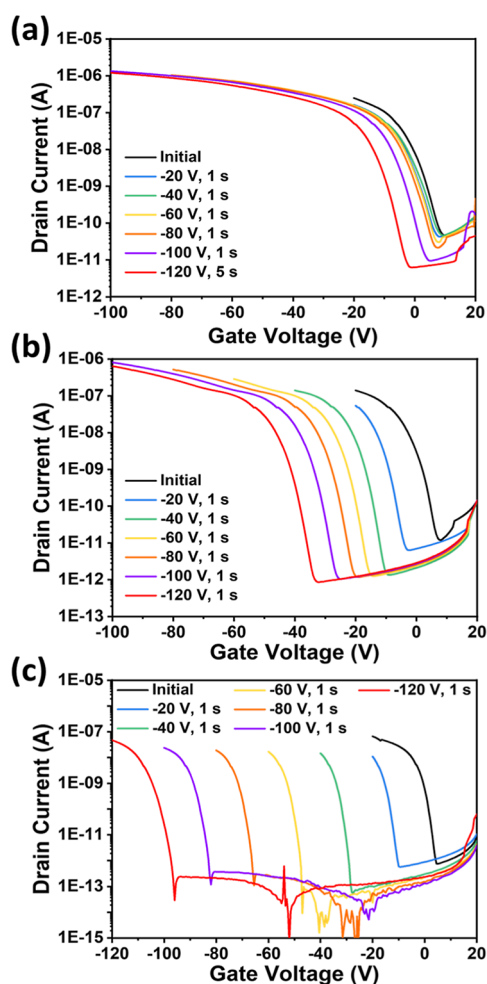 (a)
1E-05
1E-06
1E-07
1E-08
1E-09
1E-10
1E-11
1E-12
Drain Current (A)
Initial
-20 V, 1 s
-40 V, 1 s
-60 V, 1 s
-80 V, 1 s
-100 V, 1 s
-120 V, 5 s
-100 -80 -60 -40 -20 0 20
Gate Voltage (V)
(b)
1E-06
1E-07
1E-08
1E-09
1E-10
1E-11
1E-12
1E-13
Drain Current (A)
Initial
-20 V, 1 s
-40 V, 1 s
-60 V, 1 s
-80 V, 1 s
-100 V, 1 s
-120 V, 1 s
-100 -80 -60 -40 -20 0 20
Gate Voltage (V)
(c)
1E-05
1E-07
1E-09
1E-11
1E-13
1E-15
Drain Current (A)
Initial -60 V, 1 s -120 V, 1 s
-20 V, 1 s -80 V, 1 s
-40 V, 1 s -100 V, 1 s
-120 -100 -80 -60 -40 -20 0 20
Gate Voltage (V)